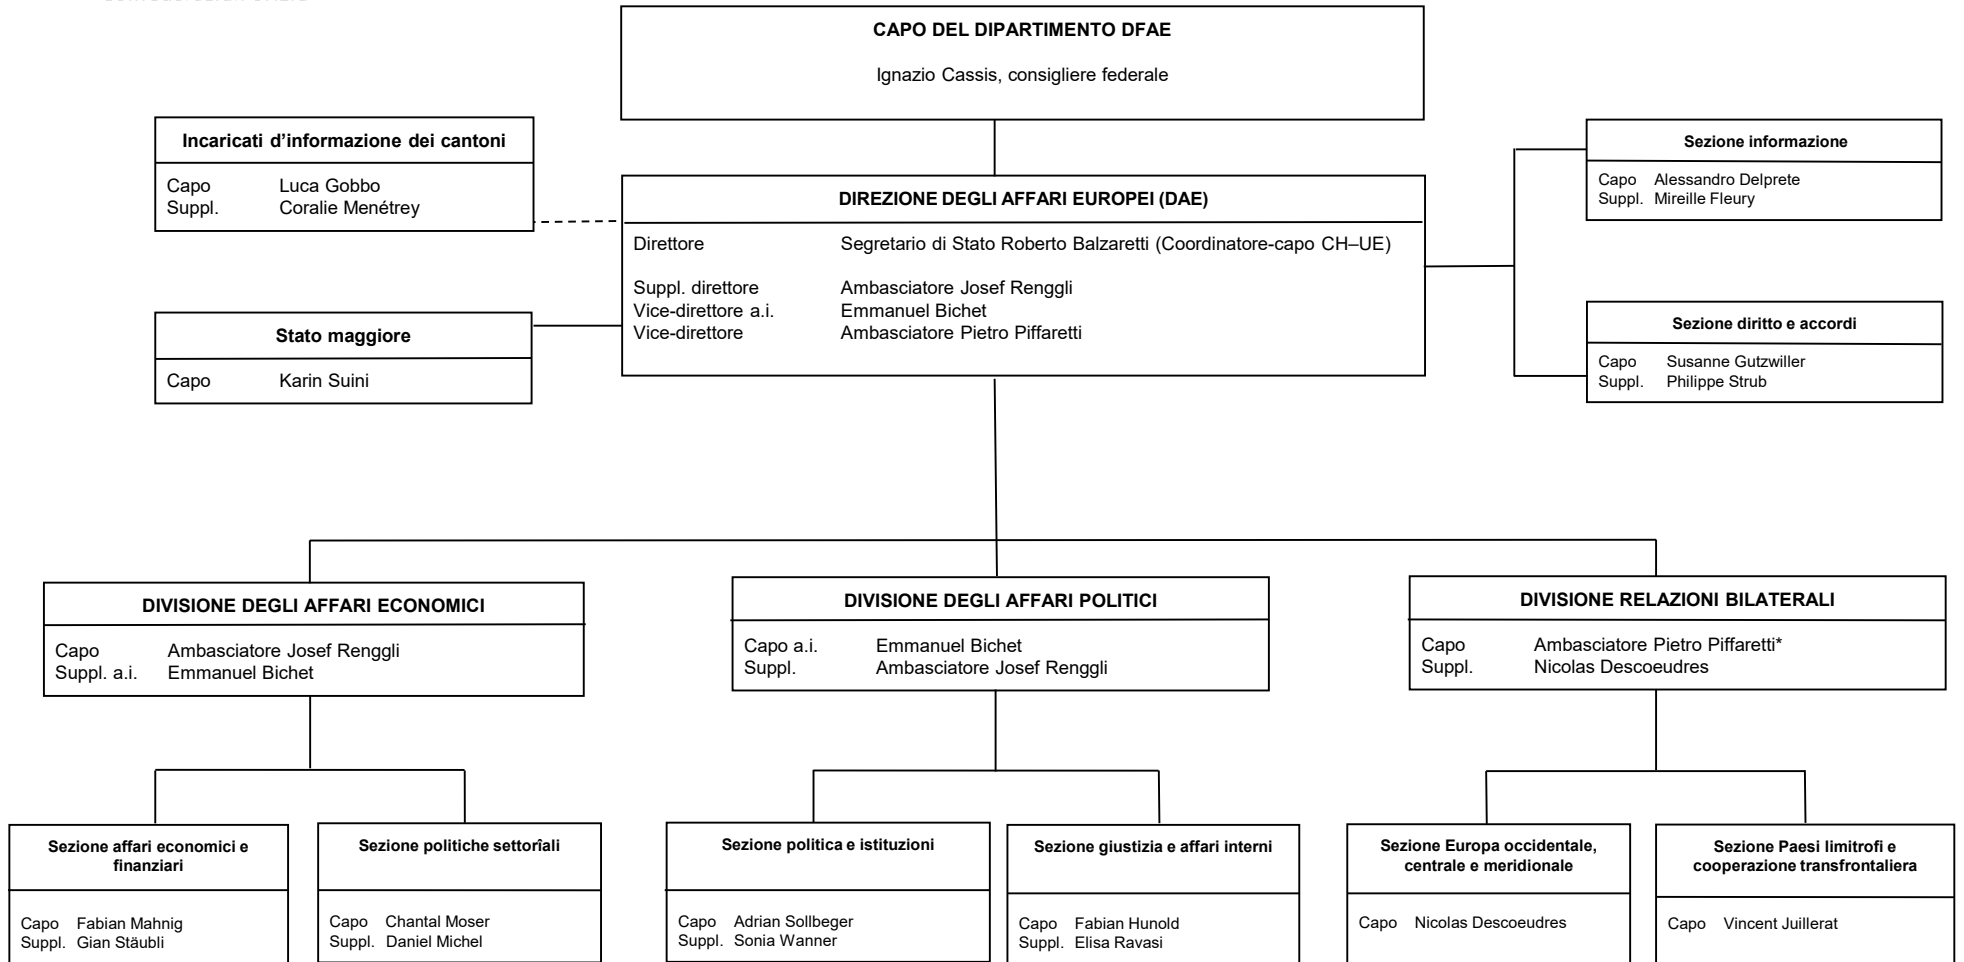 CAPO DEL DIPARTIMENTO DFAE
Ignazio Cassis, consigliere federale
Incaricati d’informazione dei cantoni
Capo Luca Gobbo
Suppl. Coralie Menétrey
Sezione informazione
Capo Alessandro Delprete
Suppl. Mireille Fleury
DIREZIONE DEGLI AFFARI EUROPEI (DAE)
Direttore Segretario di Stato Roberto Balzaretti (Coordinatore-capo CH–UE)
Suppl. direttore Ambasciatore Josef Renggli
Vice-direttore a.i. Emmanuel Bichet
Vice-direttore Ambasciatore Pietro Piffaretti
Stato maggiore
Capo Karin Suini
Sezione diritto e accordi
Capo Susanne Gutzwiller
Suppl. Philippe Strub
DIVISIONE DEGLI AFFARI ECONOMICI
Capo Ambasciatore Josef Renggli
Suppl. a.i. Emmanuel Bichet
DIVISIONE DEGLI AFFARI POLITICI
Capo a.i. Emmanuel Bichet
Suppl. Ambasciatore Josef Renggli
DIVISIONE RELAZIONI BILATERALI
Capo Ambasciatore Pietro Piffaretti*
Suppl. Nicolas Descoeudres
Sezione affari economici e
finanziari
Capo Fabian Mahnig
Suppl. Gian Stäubli
Sezione politiche settorîali
Capo Chantal Moser
Suppl. Daniel Michel
Sezione politica e istituzioni
Capo Adrian Sollbeger
Suppl. Sonia Wanner
Sezione giustizia e affari interni
Capo Fabian Hunold
Suppl. Elisa Ravasi
Sezione Europa occidentale,
centrale e meridionale
Capo Nicolas Descoeudres
Sezione Paesi limitrofi e
cooperazione transfrontaliera
Capo Vincent Juillerat